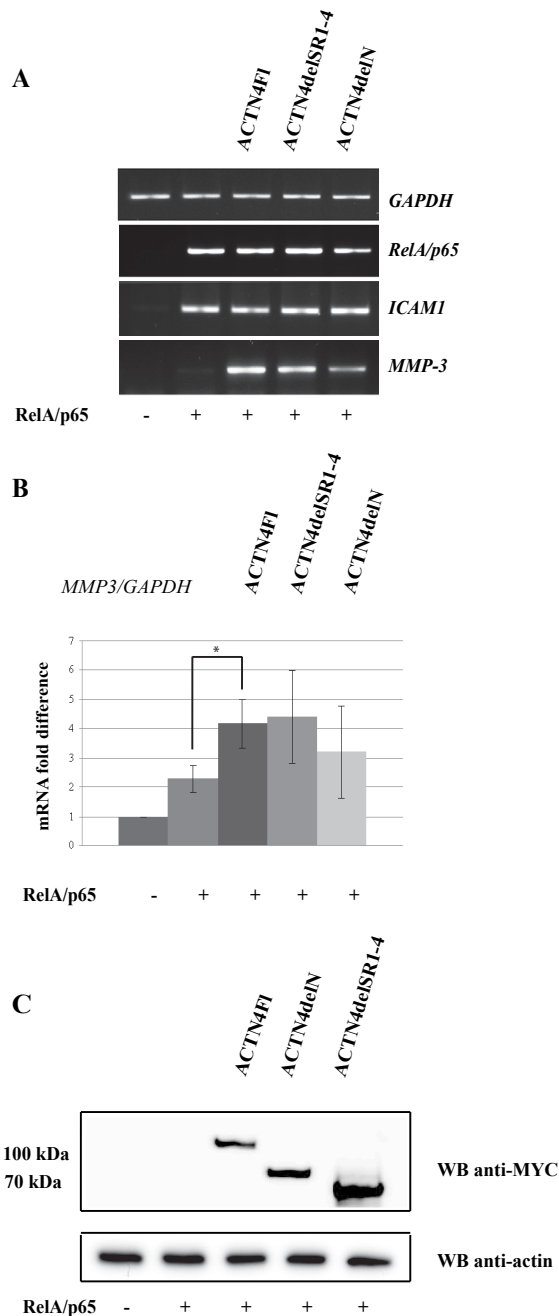 A
ACTN4Fl
ACTN4delSR1-4
ACTN4delN
GAPDH
RelA/p65
ICAM1
MMP-3
RelA/p65 - + + + +
B
ACTN4Fl
ACTN4delSR1-4
ACTN4delN
MMP3/GAPDH
mRNA fold difference
7
6
5
4
3
2
1
0
*
RelA/p65 - + + + +
C
ACTN4Fl
ACTN4delN
ACTN4delSR1-4
100 kDa
70 kDa
WB anti-MYC
WB anti-actin
RelA/p65 - + + + +